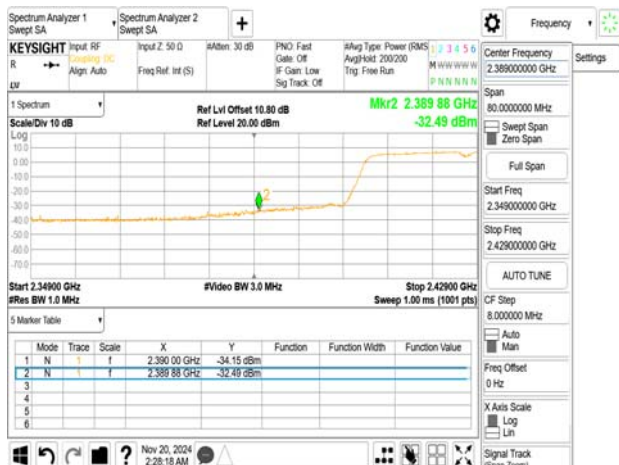 Spectrum Analyzer 1
Swept SA
Spectrum Analyzer 2
Swept SA
+
Frequency
KEYSIGHT
Input: RF
Coupling: DC
Align: Auto
Input Z: 50 Ω
Freq Ref: Int (S)
#Atten: 30 dB
PNO: Fast
Gate: Off
IF Gain: Low
Sig Track: Off
#Avg Type: Power (RMS
Avg|Hold: 200/200
Trig: Free Run
1 2 3 4 5 6
M W W W W W
P N N N N N
R
1 Spectrum
Scale/Div 10 dB
Ref Lvl Offset 10.80 dB
Ref Level 20.00 dBm
Mkr2 2.389 88 GHz
-32.49 dBm
Log
10.0
0.00
-10.0
-20.0
-30.0
-40.0
-50.0
-60.0
-70.0
2
Start 2.34900 GHz
#Res BW 1.0 MHz
#Video BW 3.0 MHz
Stop 2.42900 GHz
Sweep 1.00 ms (1001 pts)
5 Marker Table
Mode Trace Scale X Y Function Function Width Function Value
1 N 1 f 2.390 00 GHz -34.15 dBm
2 N 1 f 2.389 88 GHz -32.49 dBm
3
4
5
6
?
Nov 20, 2024
2:28:18 AM
Center Frequency
2.389000000 GHz
Settings
Span
80.0000000 MHz
Swept Span
Zero Span
Full Span
Start Freq
2.349000000 GHz
Stop Freq
2.429000000 GHz
AUTO TUNE
CF Step
8.000000 MHz
Auto
Man
Freq Offset
0 Hz
X Axis Scale
Log
Lin
Signal Track